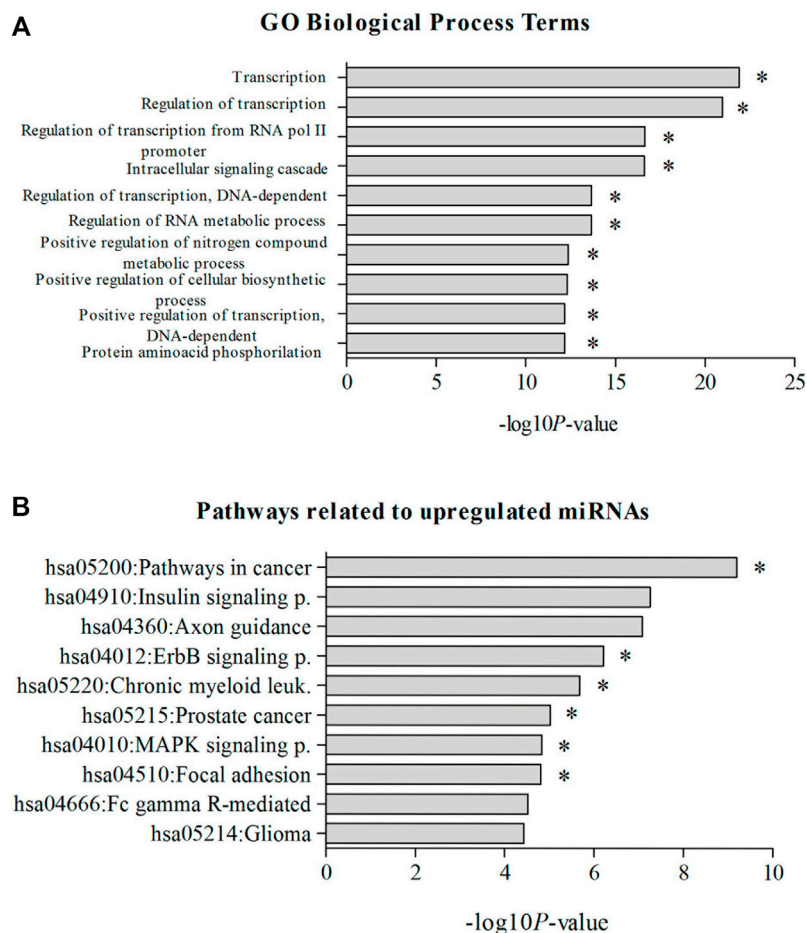 A
GO Biological Process Terms
Transcription
*
Regulation of transcription
*
Regulation of transcription from RNA pol II
promoter
*
Intracellular signaling cascade
*
Regulation of transcription, DNA-dependent
*
Regulation of RNA metabolic process
*
Positive regulation of nitrogen compound
metabolic process
*
Positive regulation of cellular biosynthetic
process
*
Positive regulation of transcription,
DNA-dependent
*
Protein aminoacid phosphorilation
*
0 5 10 15 20 25
-log10P-value
B
Pathways related to upregulated miRNAs
hsa05200:Pathways in cancer
*
hsa04910:Insulin signaling p.
hsa04360:Axon guidance
hsa04012:ErbB signaling p.
*
hsa05220:Chronic myeloid leuk.
*
hsa05215:Prostate cancer
*
hsa04010:MAPK signaling p.
*
hsa04510:Focal adhesion
*
hsa04666:Fc gamma R-mediated
hsa05214:Glioma
0 2 4 6 8 10
-log10P-value